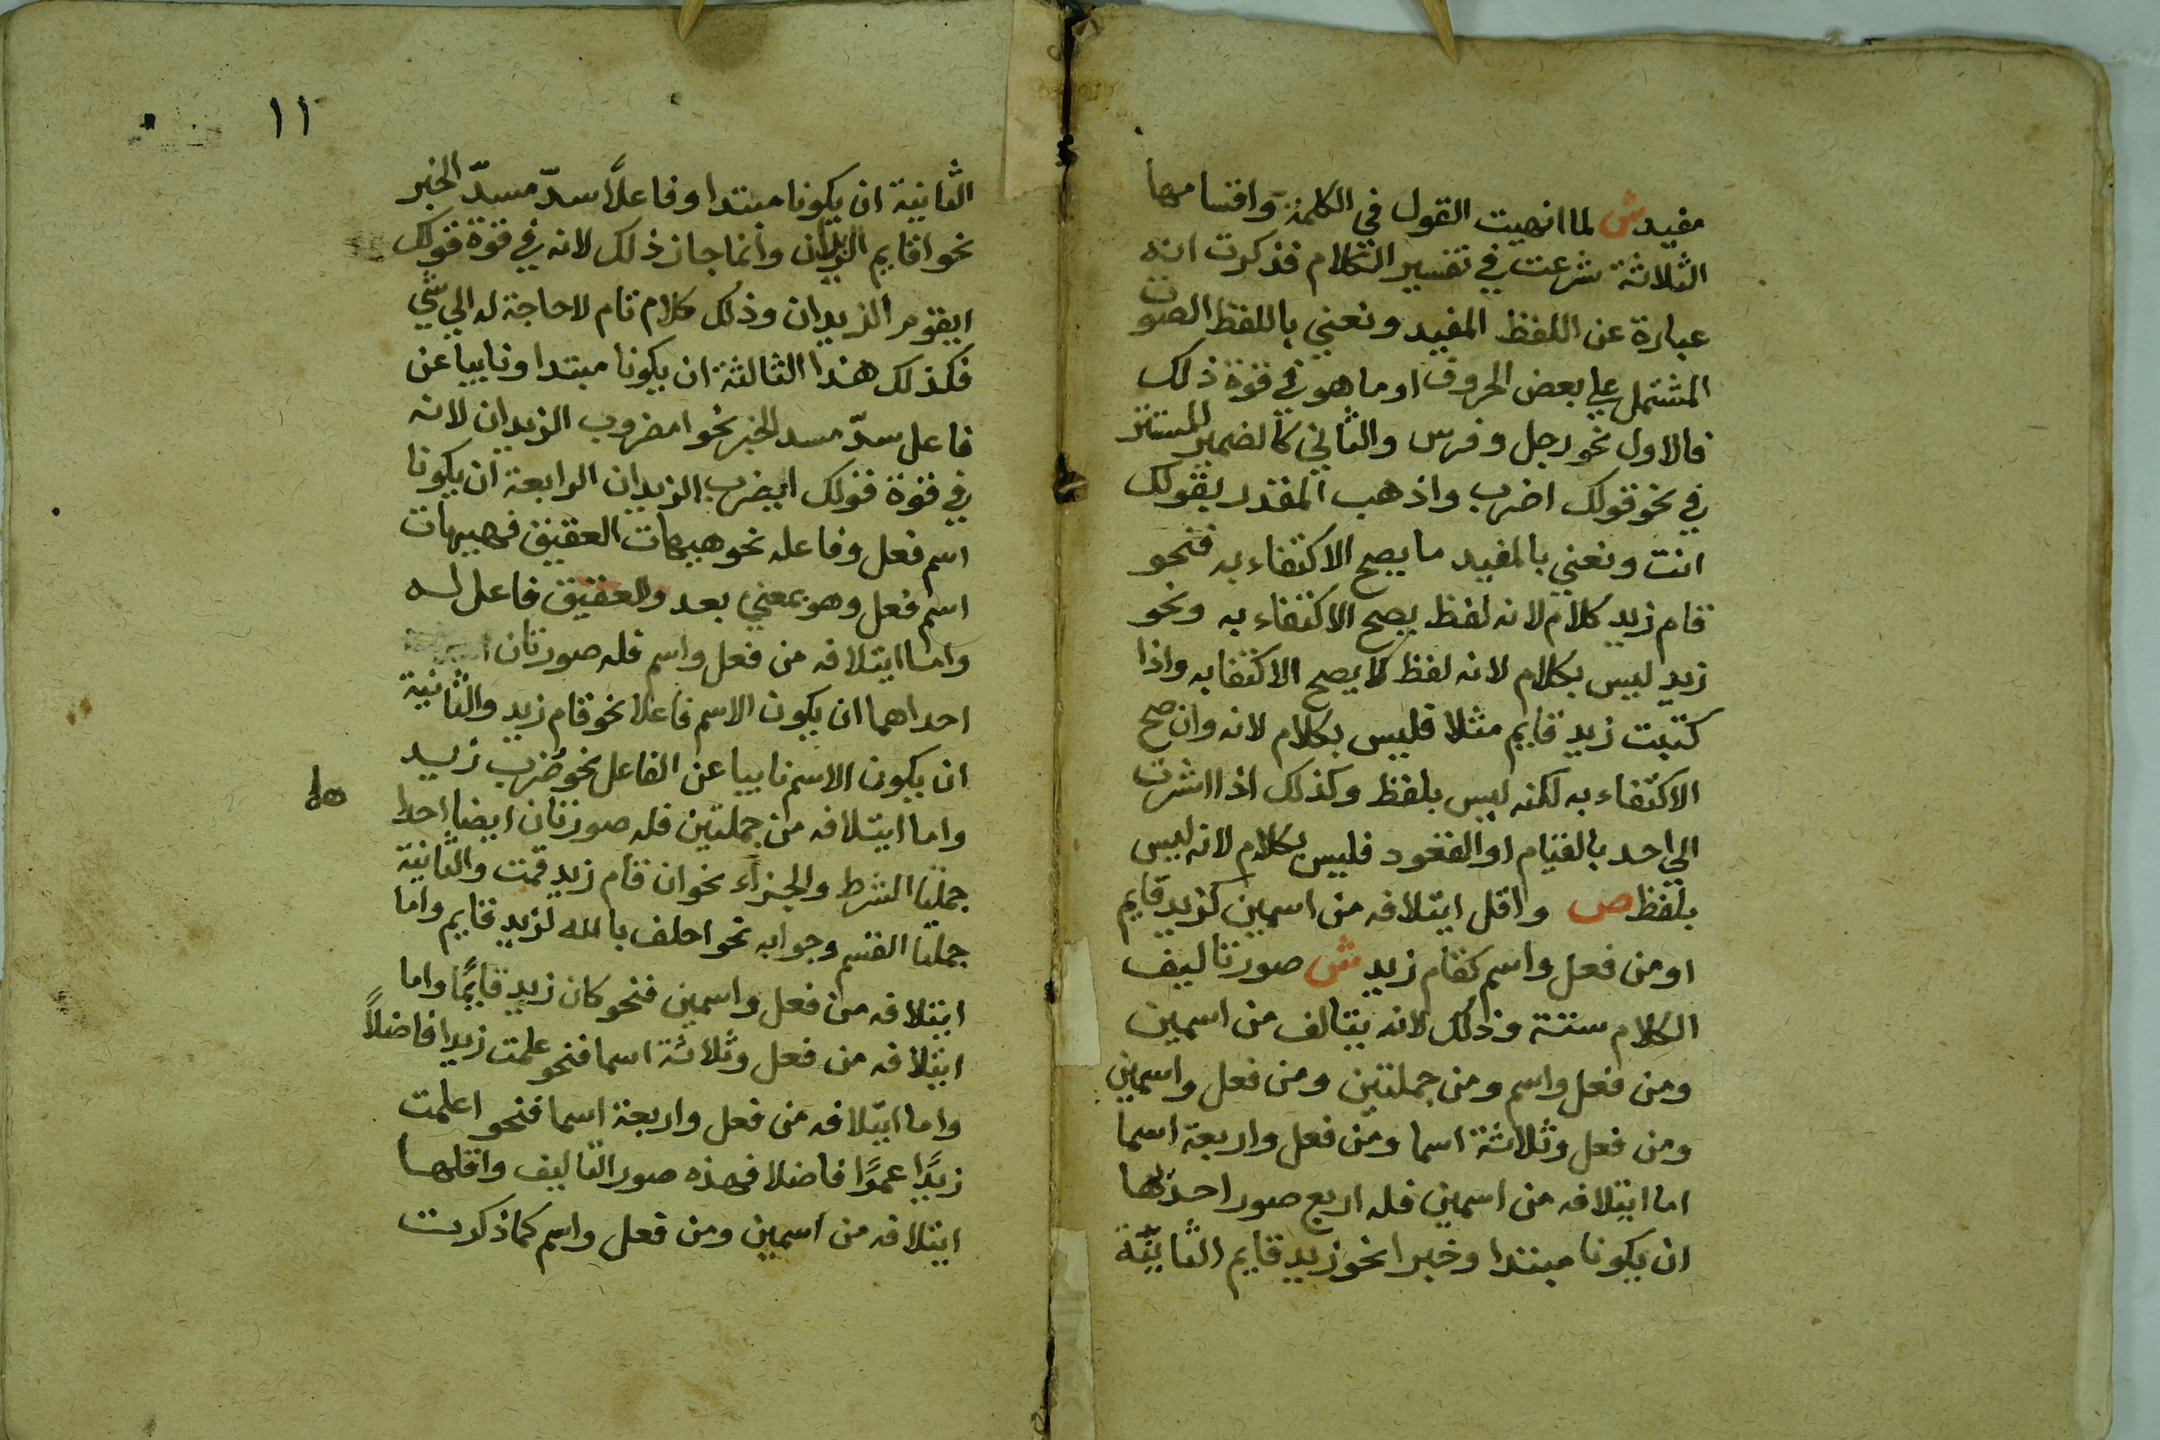 مفيد ش لما انهيت القول في الكلمة واقسامها
الثلاثة شرعت في تفسير الكلام فذكرت انه
عبارة عن اللفظ المفيد ونعني باللفظ الصوت
المشتمل علي بعض الحروف او ما هو في قوة ذلك
فالاول نحو رجل وفرس والثاني كالضمير المستتر
في نحو قولك اضرب واذهب المقدر بقولك
انت ونعني بالمفيد ما يصح الاكتفاء به فنحو
قام زيد كلام لانه لفظ يصح الاكتفاء به ونحو
زيد ليس بكلام لانه لفظ لا يصح الاكتفا به واذا
كتبت زيد قايم مثلا فليس بكلام لانه وان صح
الاكتفاء به لكنه ليس بلفظ وكذلك اذا اشرت
الي احد بالقيام او القعود فليس بكلام لانه ليس
بلفظ ص واقل ايتلافه من اسمين كزيد قايم
او من فعل واسم كقام زيد ش صور تاليف
الكلام ستة وذلك لانه يتالف من اسمين
ومن فعل واسم ومن جملتين ومن فعل واسمين
ومن فعل وثلاثة اسما ومن فعل واربعة اسما
اما ايتلافه من اسمين فله اربع صور احدها
ان يكونا مبتدا وخبرا نحو زيد قايم الثانية
١١
الثانية ان يكونا مبتدا وفاعلًا سدّ مسدّ الخبر
نحو اقايم الزيدان وانما جاز ذلك لانه في قوة قولك
ايقوم الزيدان وذلك كلام تام لا حاجة له الي شي
فكذلك هذا الثالثة ان يكونا مبتدا ونايبا عن
فاعل سدّ مسد الخبر نحو امضروب الزيدان لانه
في قوة قولك ايضرب الزيدان الرابعة ان يكونا
اسم فعل وفاعله نحو هيهات العقيق فهيهات
اسم فعل وهو بمعني بعد والعقيق فاعل له
واما ايتلافه من فعل واسم فله صورتان
احداهما ان يكون الاسم فاعلا نحو قام زيد والثانية
ان يكون الاسم نايبا عن الفاعل نحو ضُرب زيد
واما ايتلافه من جملتين فله صورتان ايضا احدا
هما
جملتا الشرط والجزآء نحو ان قام زيد قمت والثانية
جملتا القسم وجوابه نحو احلف بالله لزيد قايم واما
ايتلافه من فعل واسمين فنحو كان زيد قايمًا واما
ايتلافه من فعل وثلاثة اسما فنحو علمت زيدا فاضلًا
واما ايتلافه من فعل واربعة اسما فنحو اعلمت
زيدًا عمرًا فاضلا فهذه صور التاليف واقلها
ايتلافه من اسمين ومن فعل واسم كما ذكرت